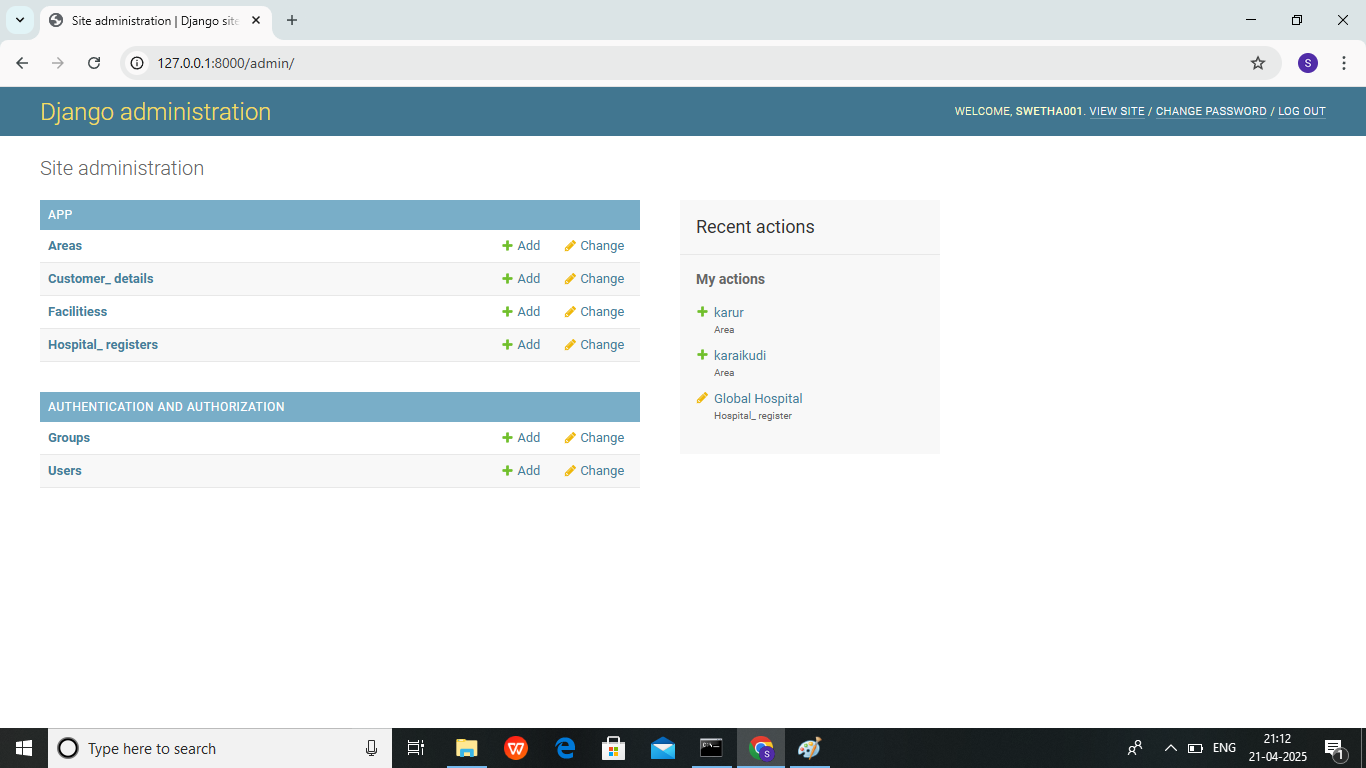 Site administration | Django site
127.0.0.1:8000/admin/
S
Django administration
WELCOME, SWETHA001. VIEW SITE / CHANGE PASSWORD / LOG OUT
Site administration
APP
Areas Add Change
Customer_ details Add Change
Facilitiess Add Change
Hospital_ registers Add Change
AUTHENTICATION AND AUTHORIZATION
Groups Add Change
Users Add Change
Recent actions
My actions
karur
Area
karaikudi
Area
Global Hospital
Hospital_ register
Type here to search
ENG
21:12
21-04-2025
1